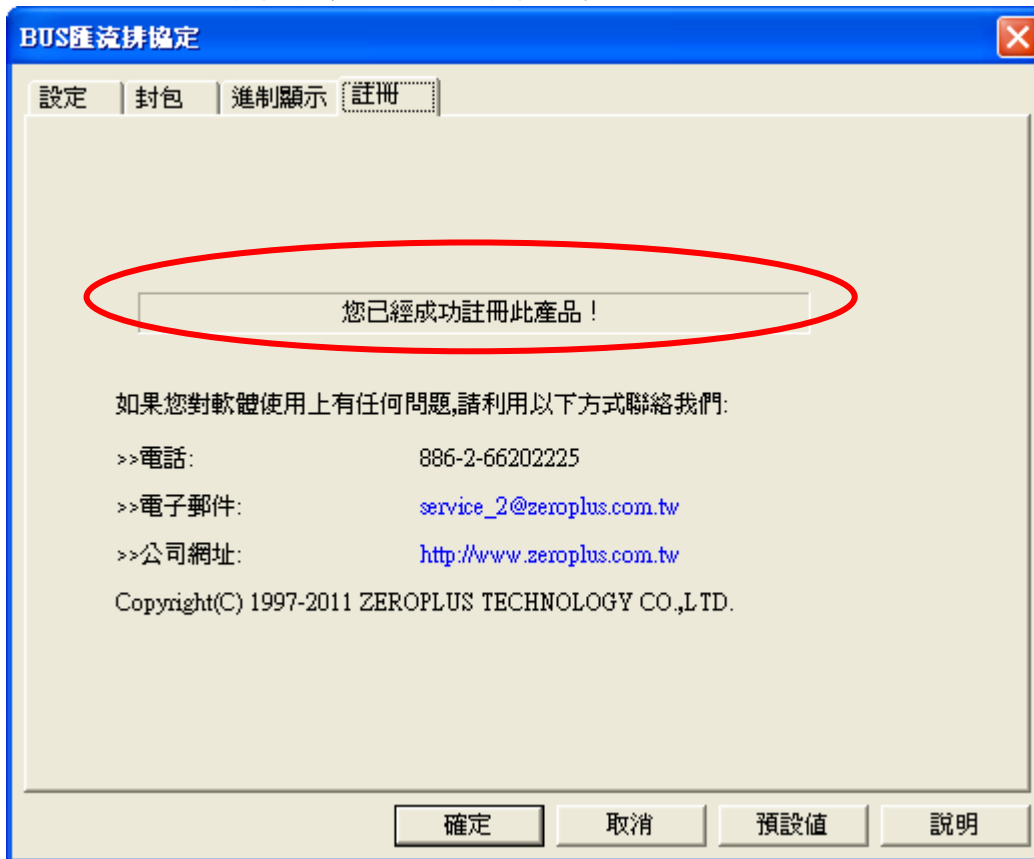 BUS匯流排協定
設定 封包 進制顯示 註冊
您已經成功註冊此產品！
如果您對軟體使用上有任何問題,請利用以下方式聯絡我們:
>>電話: 886-2-66202225
>>電子郵件: service_2@zeroplus.com.tw
>>公司網址: http://www.zeroplus.com.tw
Copyright(C) 1997-2011 ZEROPLUS TECHNOLOGY CO.,LTD.
確定 取消 預設值 說明